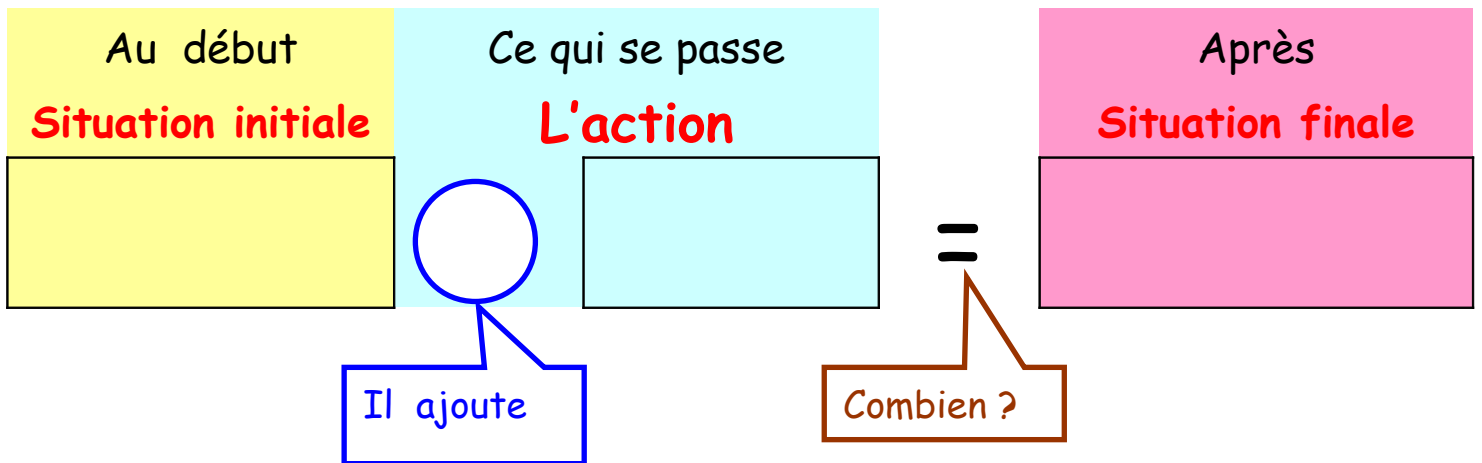 Au début
Situation initiale
Ce qui se passe
L'action
=
Après
Situation finale
Il ajoute
Combien ?